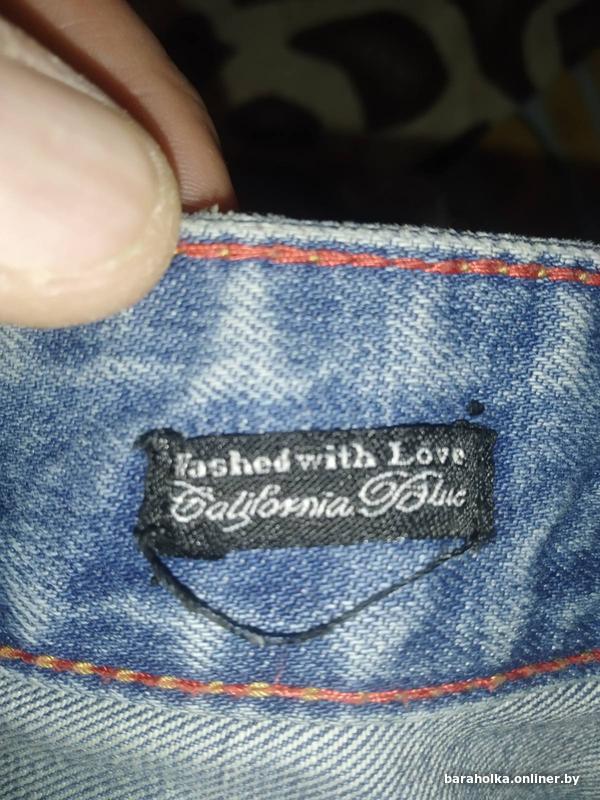 Washed with Love
California Blue
baraholka.onliner.by